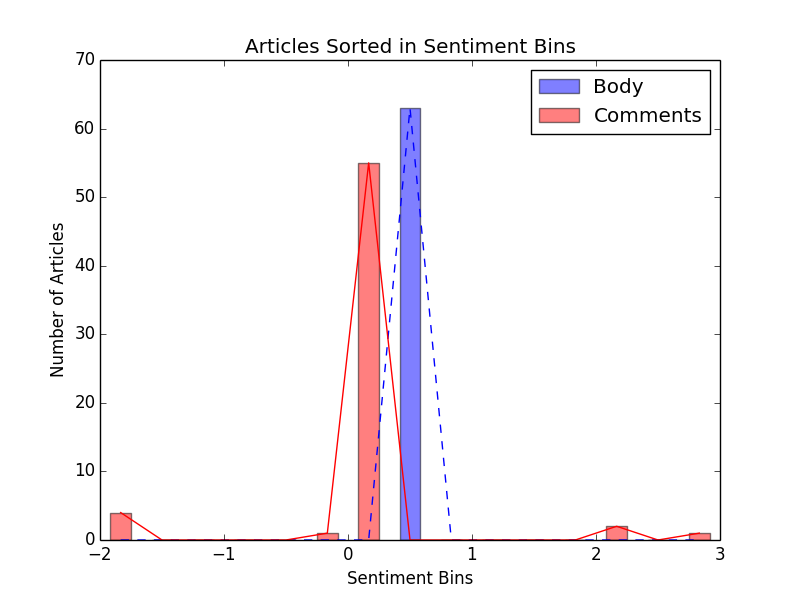 Articles Sorted in Sentiment Bins
Body
Comments
Number of Articles
70
60
50
40
30
20
10
0
−2
−1
0
1
2
3
Sentiment Bins